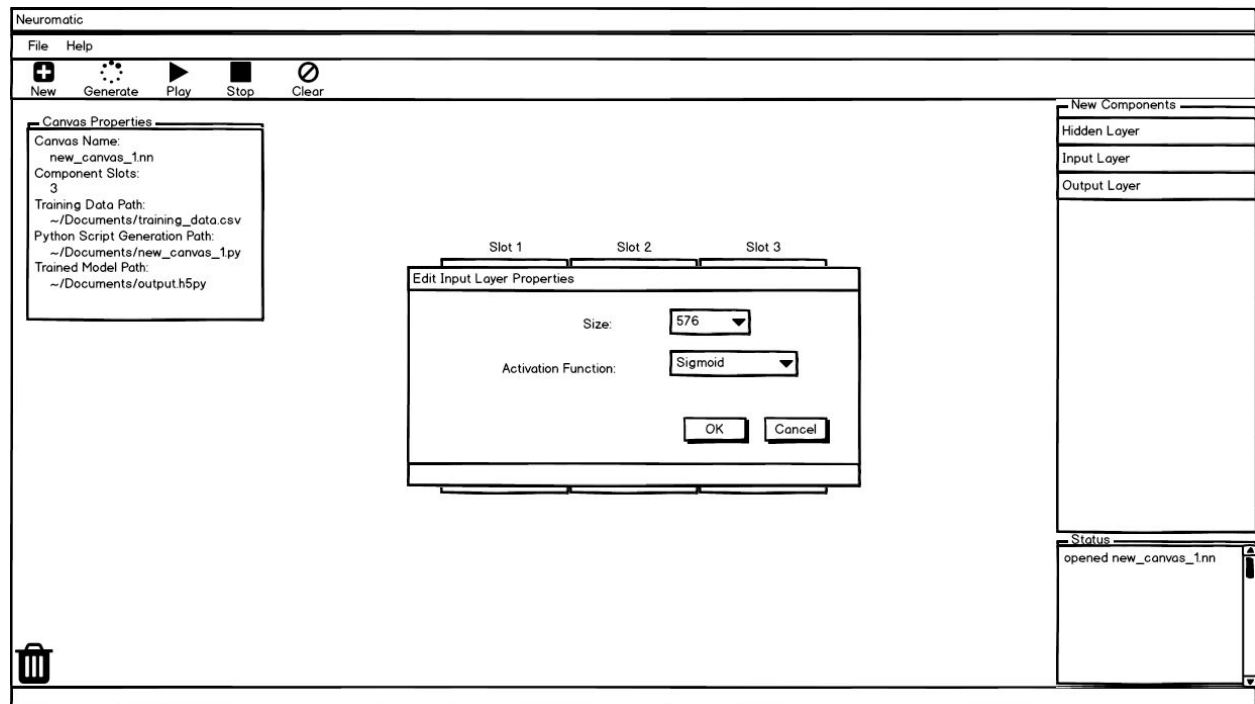 Neuromatic
File Help
New Generate Play Stop Clear
Canvas Properties
Canvas Name:
new_canvas_1.nn
Component Slots:
3
Training Data Path:
~/Documents/training_data.csv
Python Script Generation Path:
~/Documents/new_canvas_1.py
Trained Model Path:
~/Documents/output.h5py
Slot 1 Slot 2 Slot 3
Edit Input Layer Properties
Size: 576
Activation Function: Sigmoid
OK Cancel
New Components
Hidden Layer
Input Layer
Output Layer
Status
opened new_canvas_1.nn